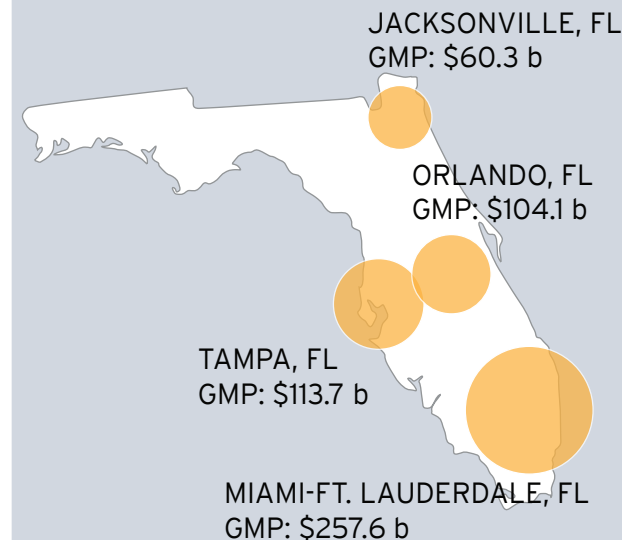 JACKSONVILLE, FL
GMP: $60.3 b
ORLANDO, FL
GMP: $104.1 b
TAMPA, FL
GMP: $113.7 b
MIAMI-FT. LAUDERDALE, FL
GMP: $257.6 b